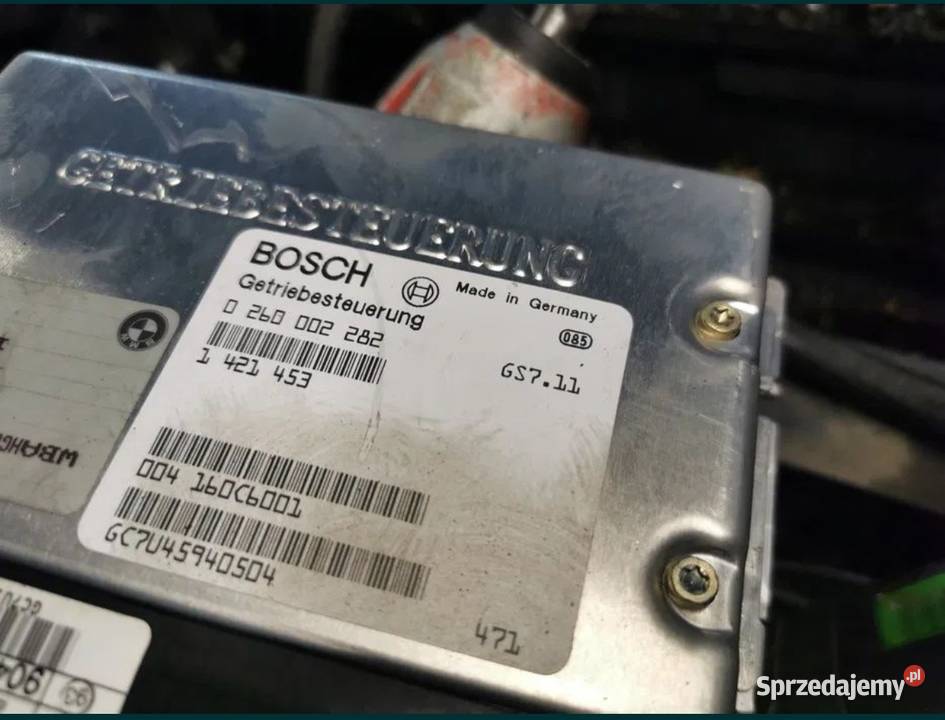 GETRIEBESTEUERUNG
BOSCH
Made in Germany
Getriebesteuerung
0 260 002 282
085
1 421 453
GS7.11
004 160C6001
GC7U45940504
471
Sprzedajemy.pl